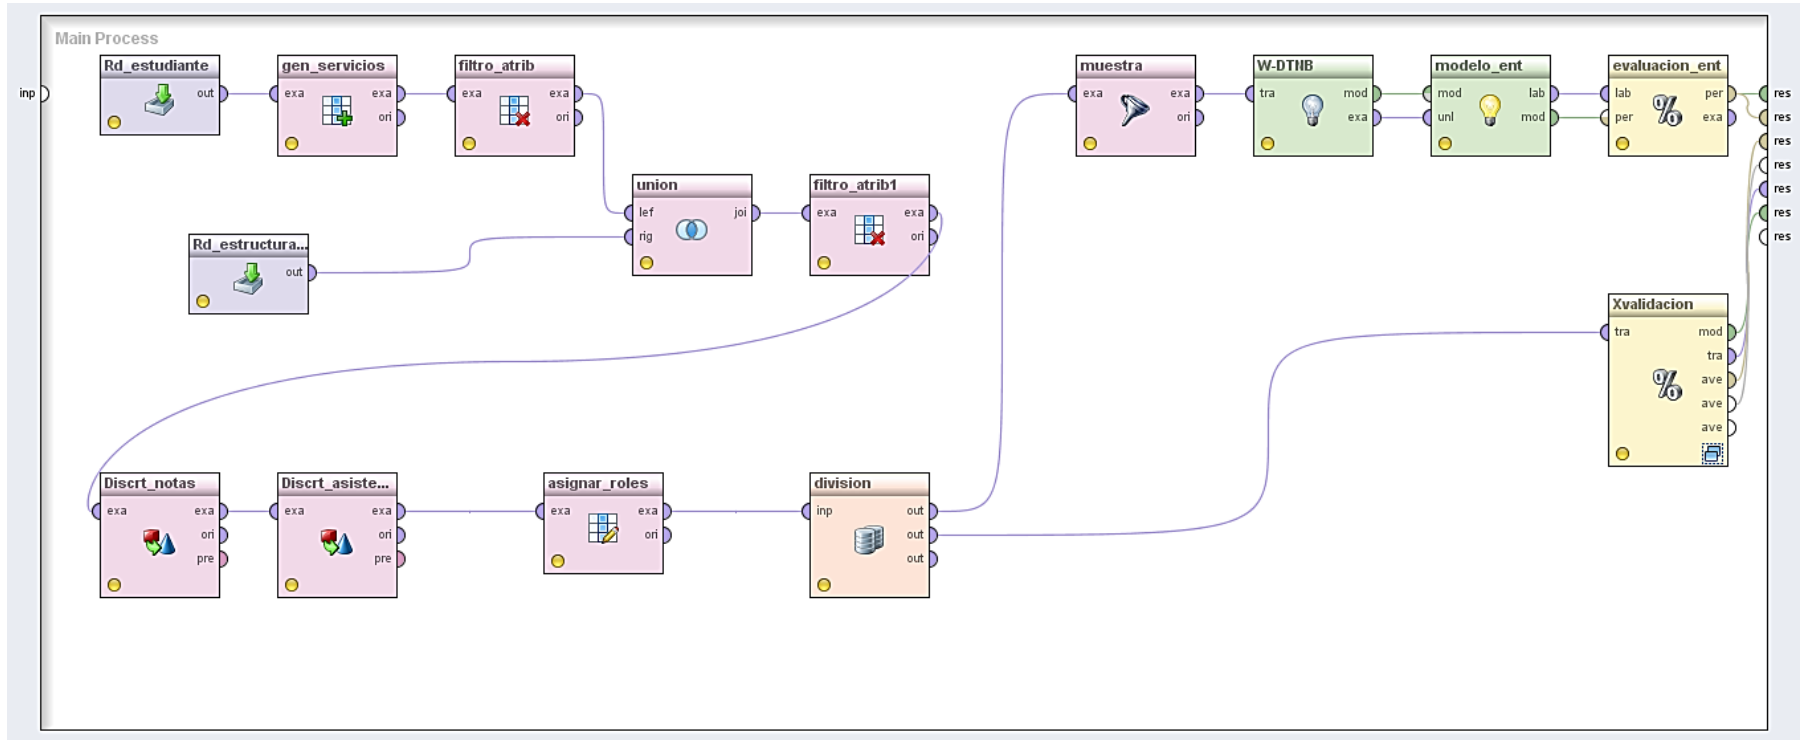 Main Process
inp
Rd_estudiante
out
gen_servicios
exa exa
ori
filtro_atrib
exa exa
ori
muestra
exa exa
ori
W-DTNB
tra mod
exa
modelo_ent
mod lab
unl mod
evaluacion_ent
lab per
per exa
res
res
res
res
res
res
res
union
lef joi
rig
filtro_atrib1
exa exa
ori
Rd_estructura...
out
Xvalidacion
tra mod
tra
ave
ave
ave
Discrt_notas
exa exa
ori
pre
Discrt_asiste...
exa exa
ori
pre
asignar_roles
exa exa
ori
division
inp out
out
out